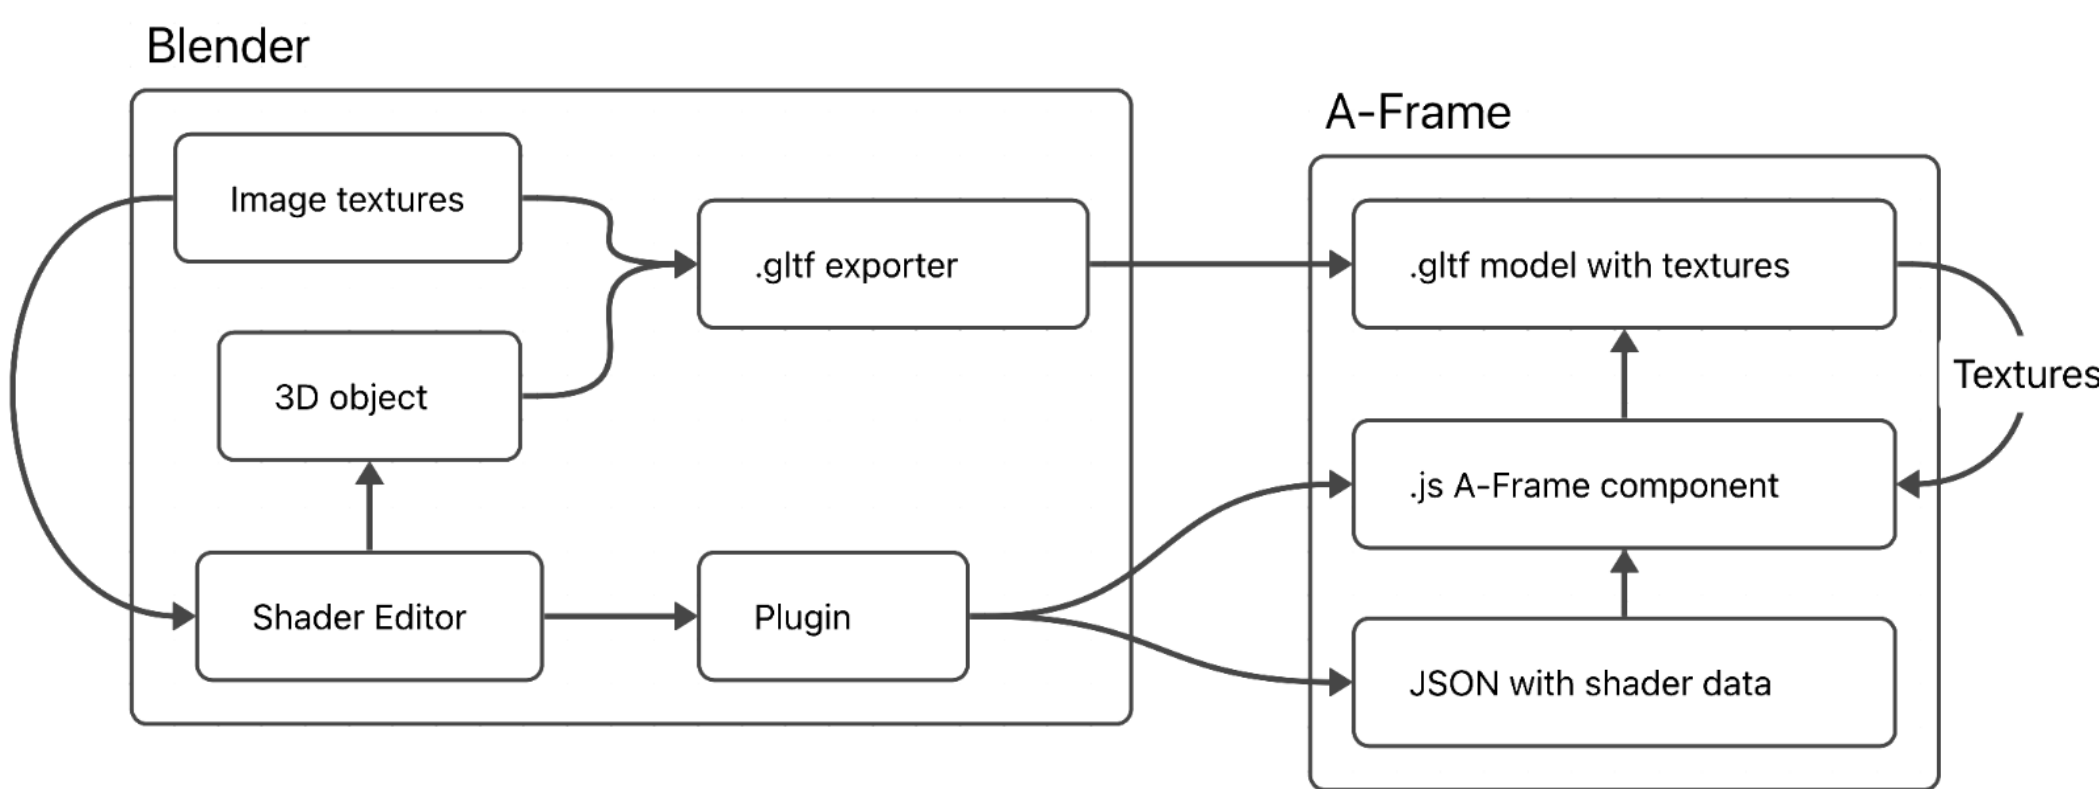 Blender
A-Frame
Image textures
.gltf exporter
.gltf model with textures
3D object
Textures
.js A-Frame component
Shader Editor
Plugin
JSON with shader data